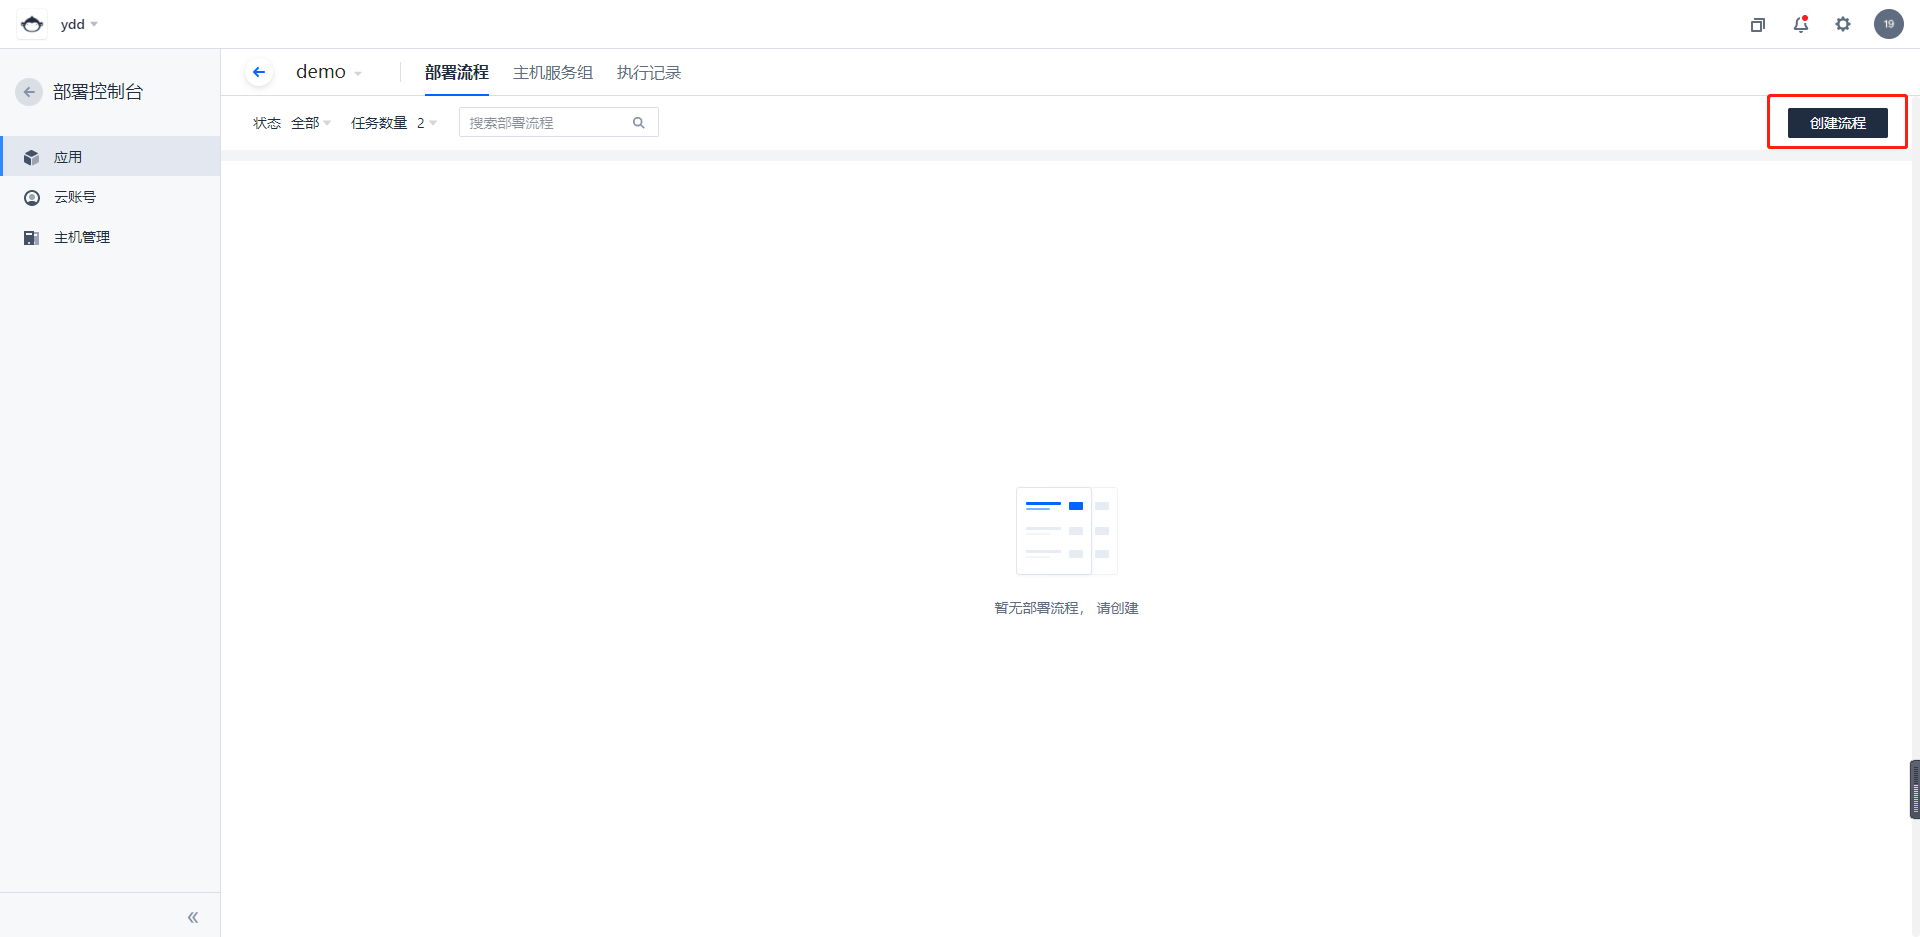 ydd
19
部署控制台
应用
云账号
主机管理
demo
部署流程
主机服务组
执行记录
状态 全部
任务数量 2
搜索部署流程
创建流程
暂无部署流程， 请创建